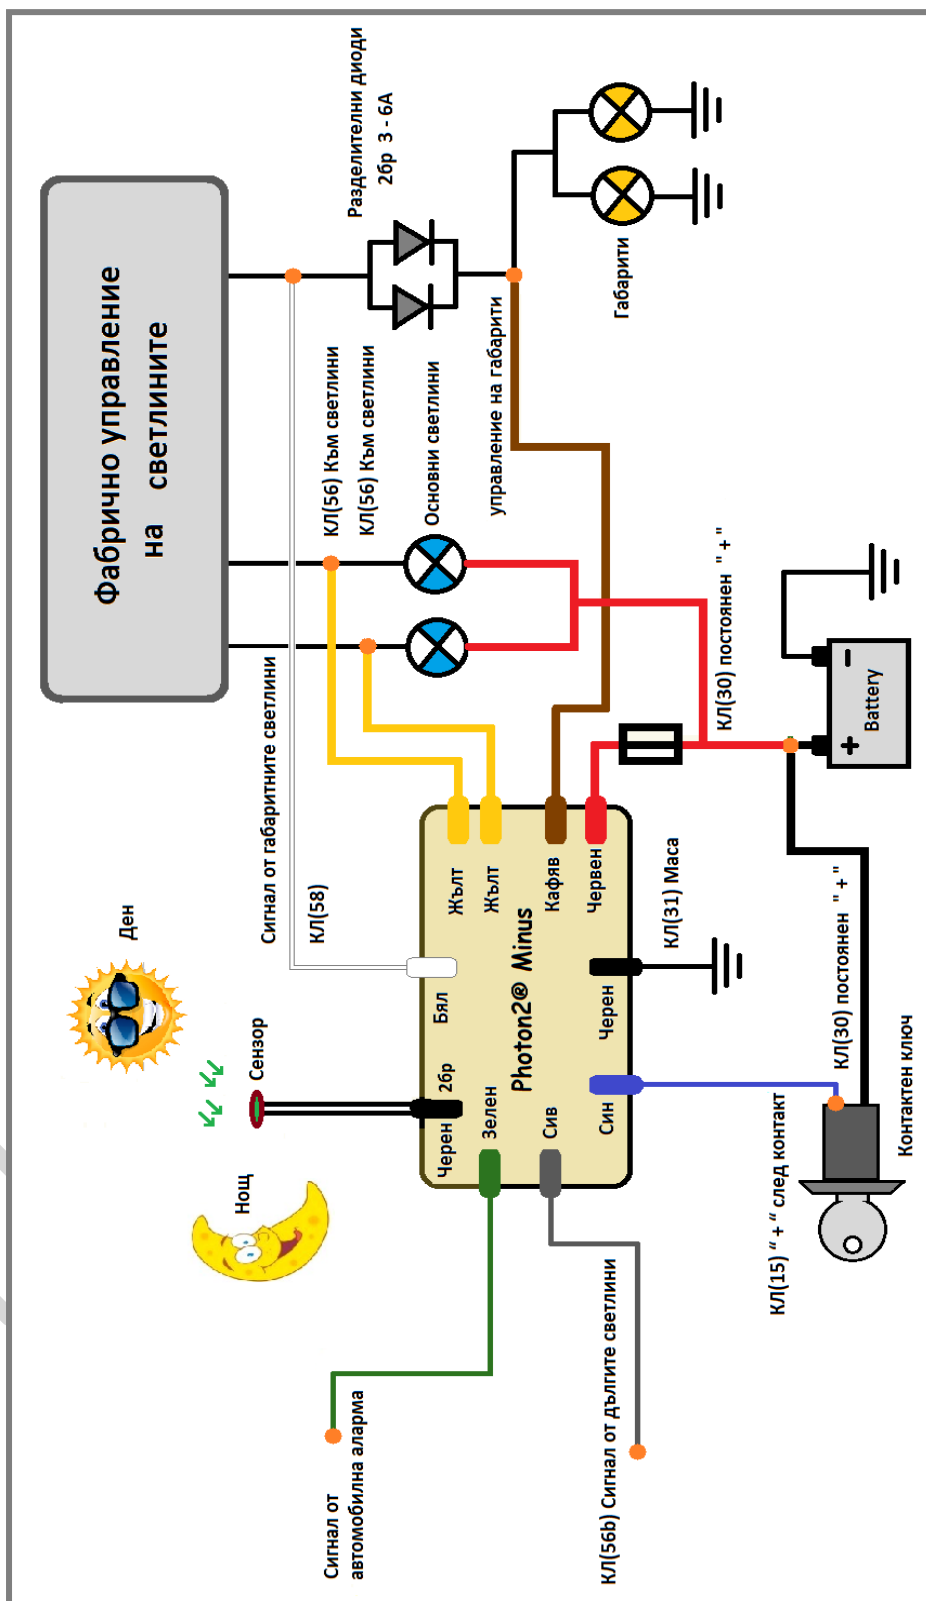 Фабрично управление
на светлините
Разделителни диоди
2бр 3 - 6А
Габарити
управление на габарити
КЛ(56) Към светлини
КЛ(56) Към светлини
Основни светлини
Сигнал от габаритните светлини
КЛ(58)
КЛ(30) постоянен " + "
Battery
+
-
Ден
Нощ
Сензор
Жълт
Жълт
Кафяв
Червен
Бял
Photon2® Minus
Черен
КЛ(31) Маса
Черен 2бр
Зелен
Сив
Син
КЛ(30) постоянен " + "
Контактен ключ
КЛ(15) “ + “ след контакт
Сигнал от
автомобилна аларма
КЛ(56b) Сигнал от дългите светлини